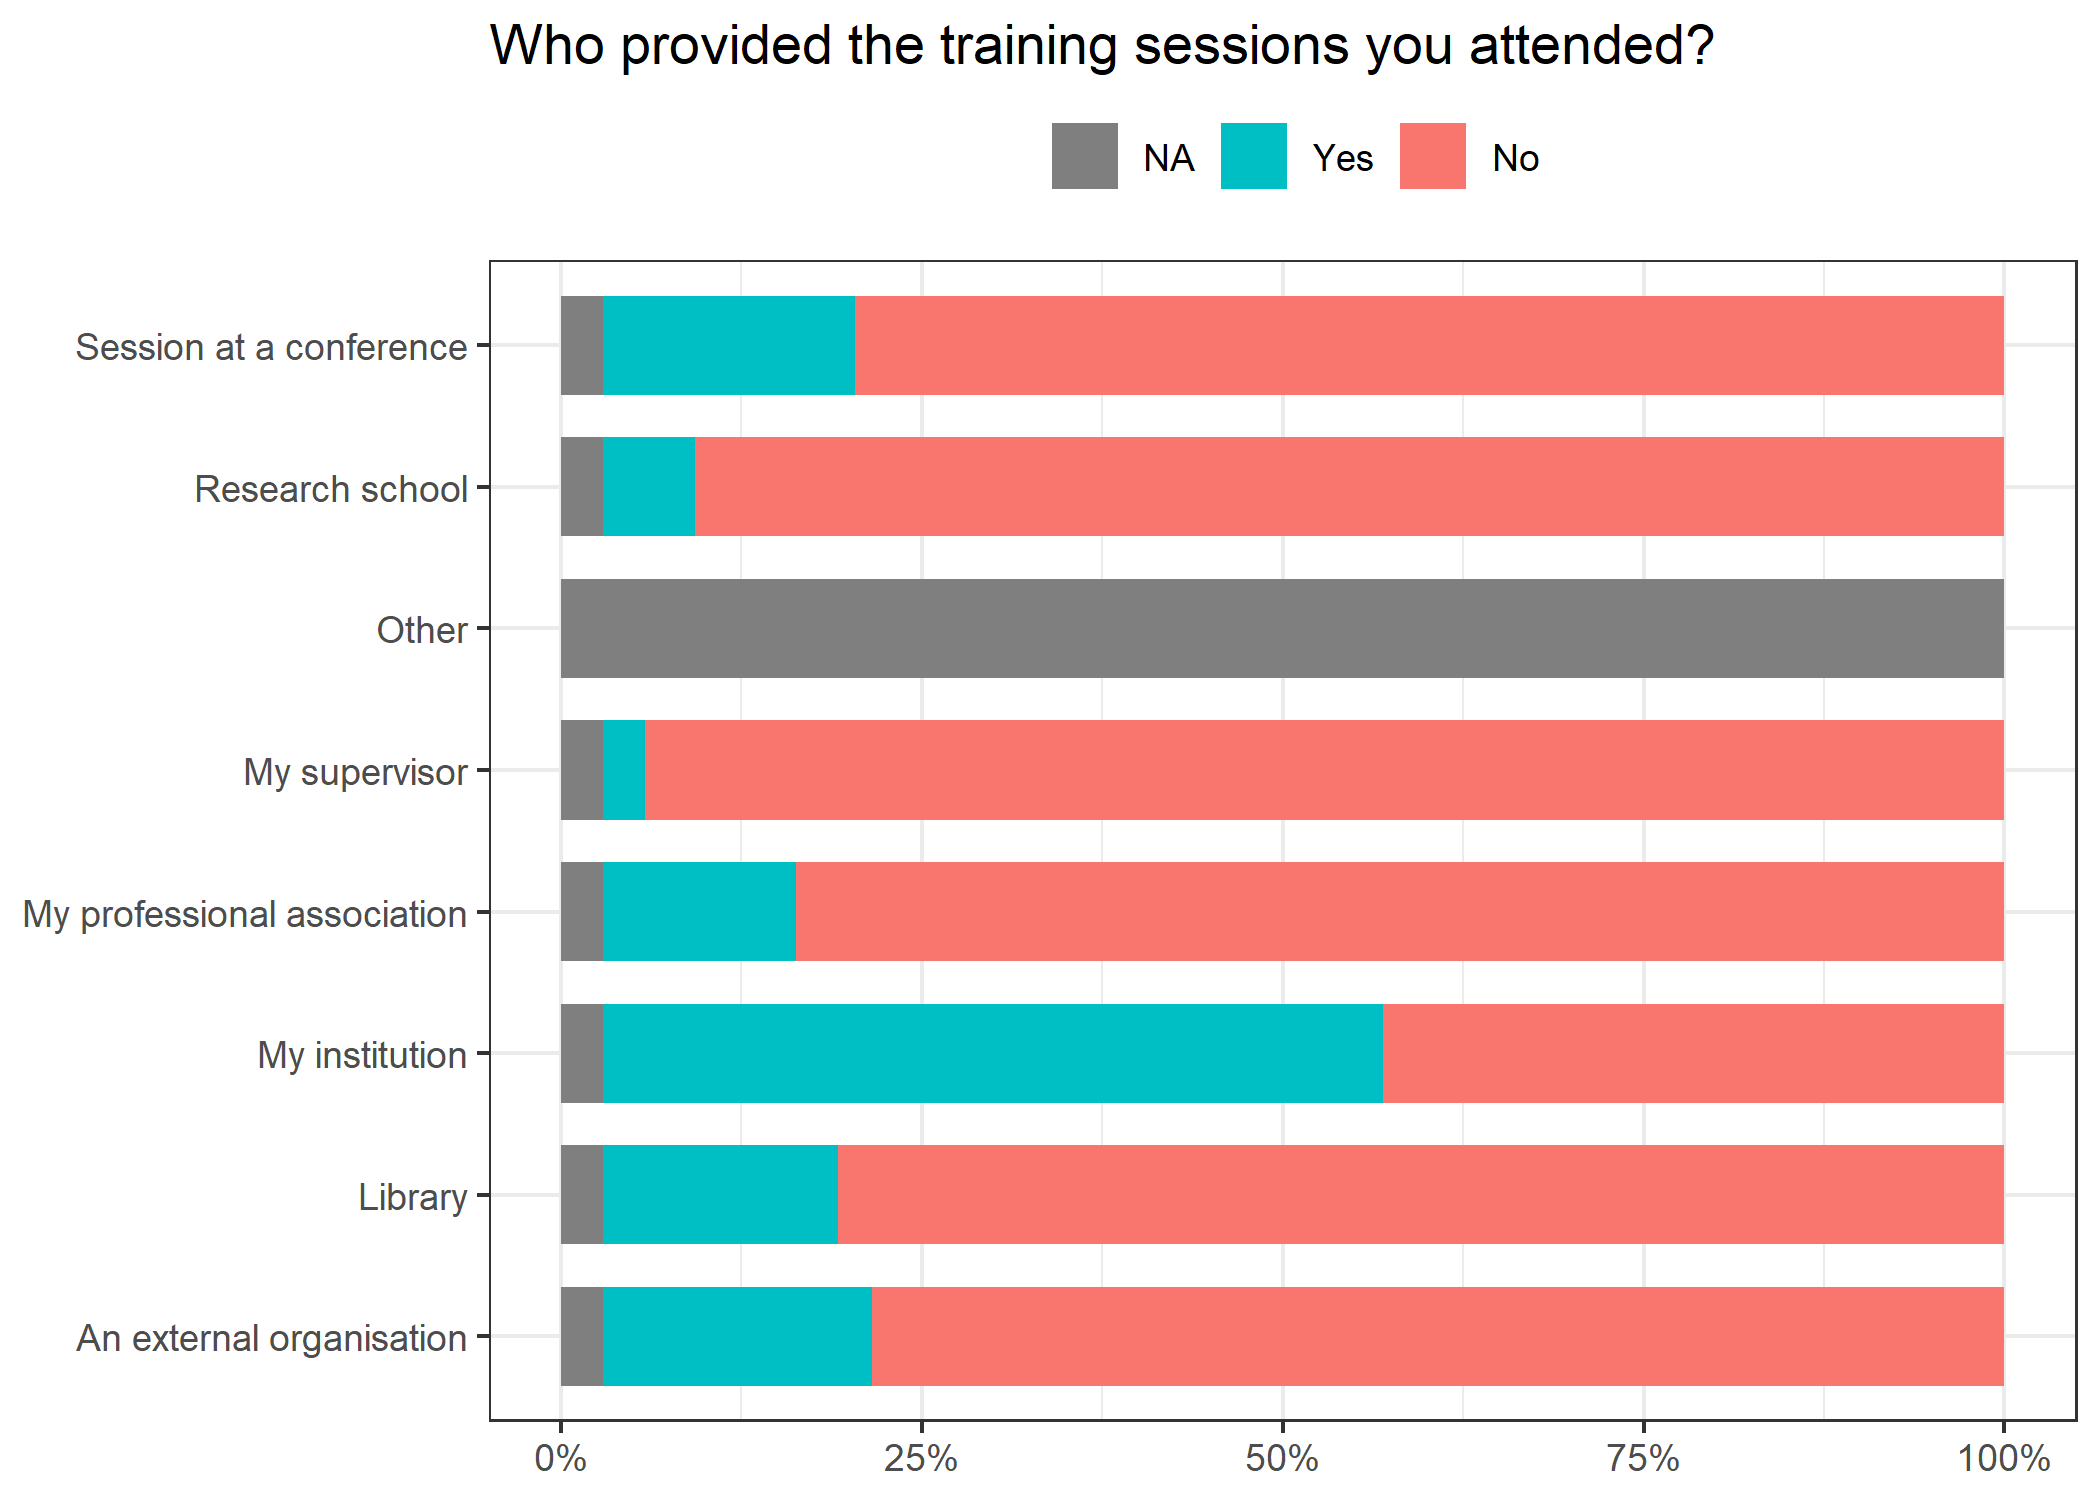 Who provided the training sessions you attended?
NA Yes No
Session at a conference
Research school
Other
My supervisor
My professional association
My institution
Library
An external organisation
0% 25% 50% 75% 100%